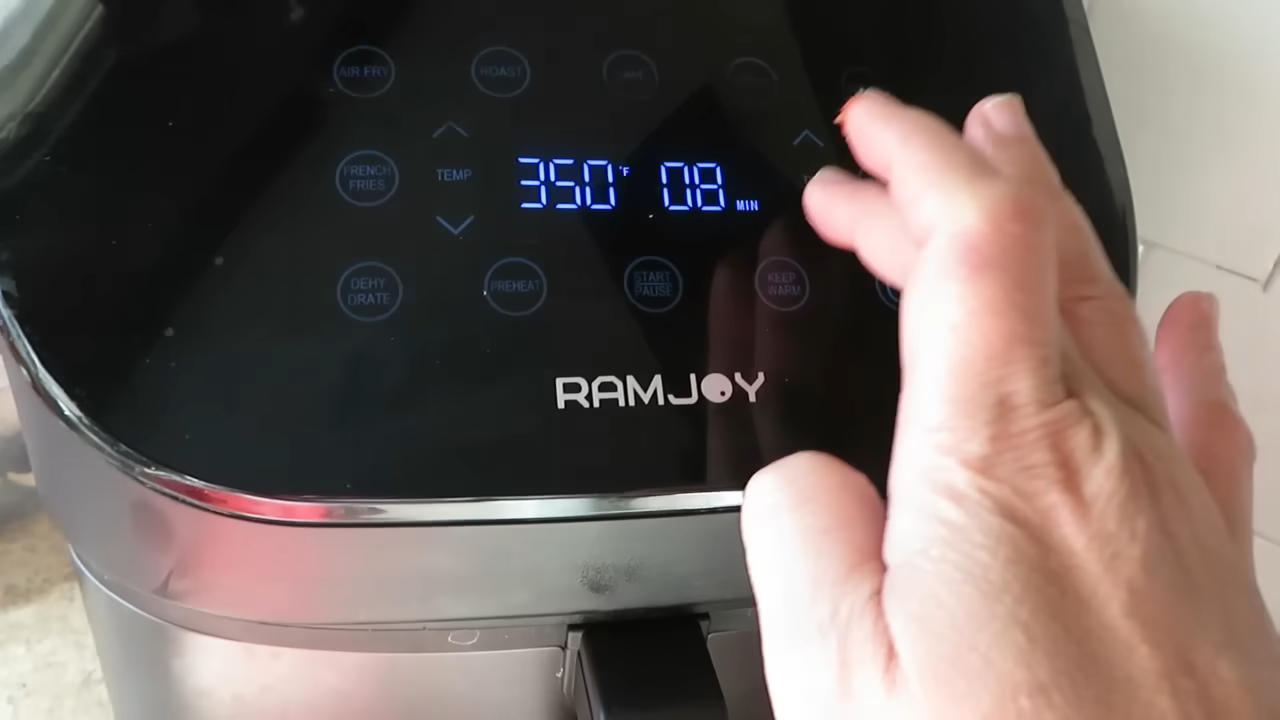 AIR FRY
ROAST
FRENCH
FRIES
TEMP
350°F 08 MIN
DEHY
DRATE
PREHEAT
START
PAUSE
KEEP
WARM
RAMJOY